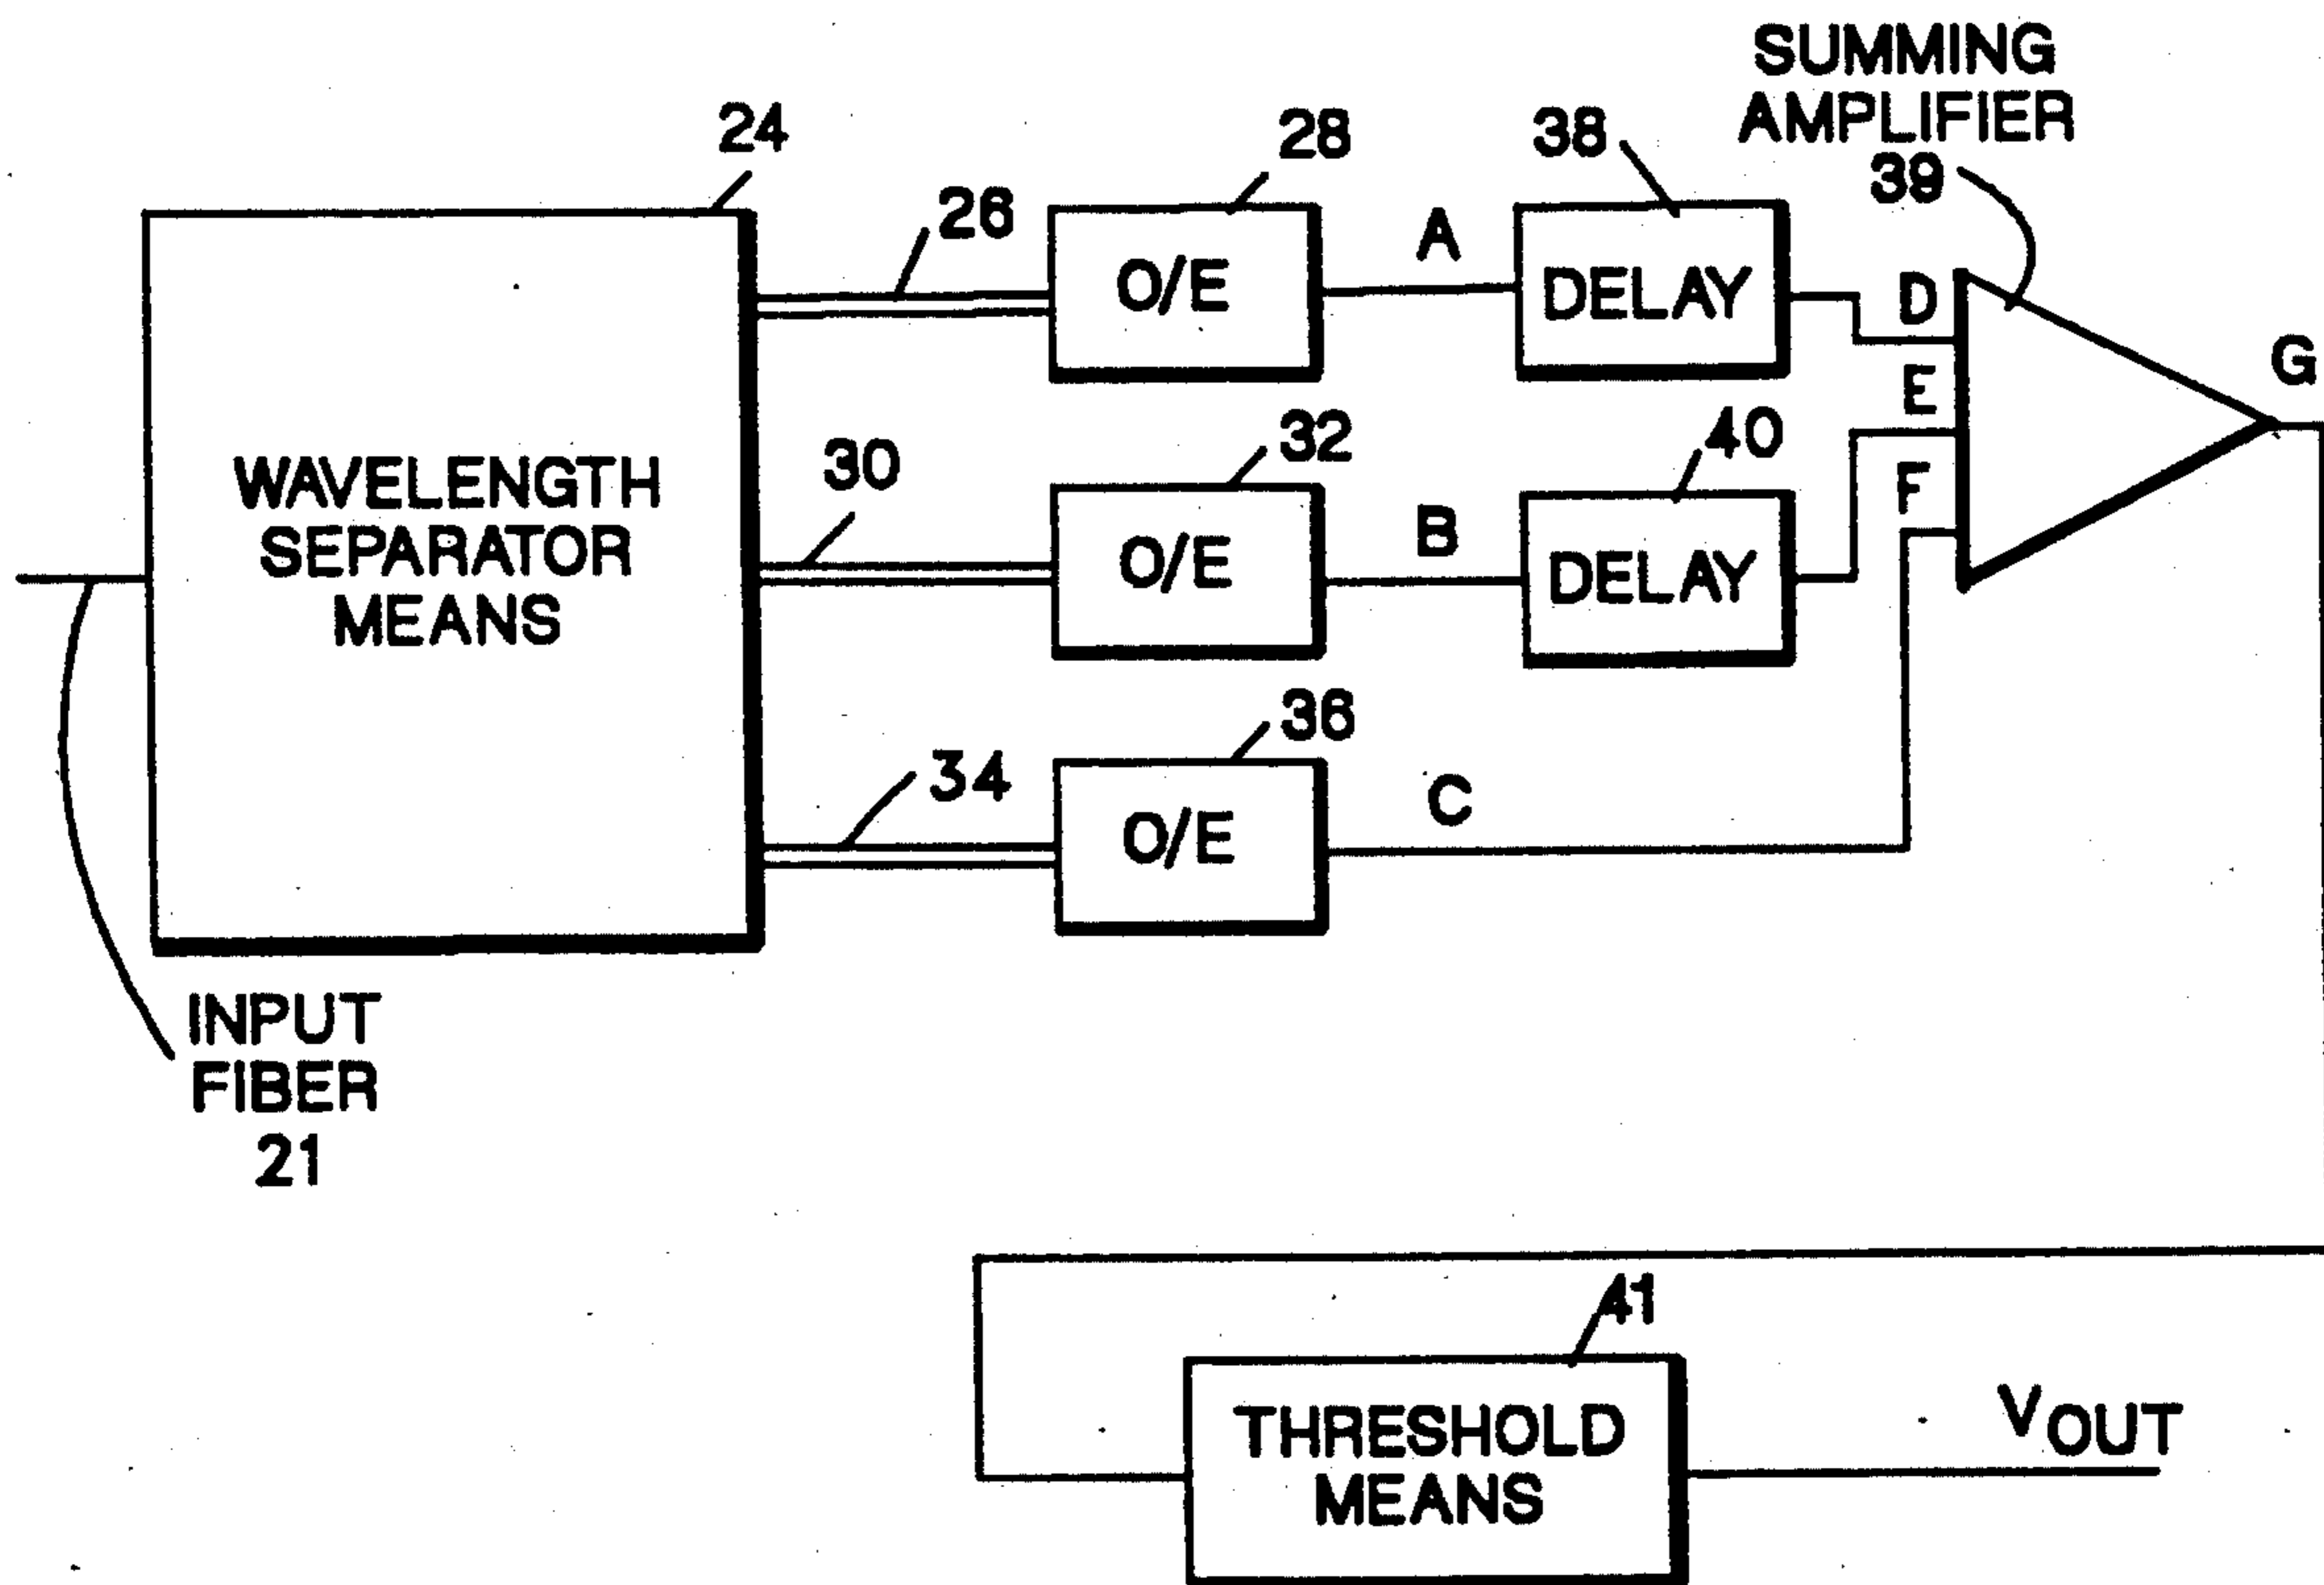 SUMMING
AMPLIFIER
39
24
26
28
38
O/E
A
DELAY
D
E
F
G
WAVELENGTH
SEPARATOR
MEANS
30
32
O/E
B
40
DELAY
34
36
O/E
C
INPUT
FIBER
21
41
THRESHOLD
MEANS
VOUT